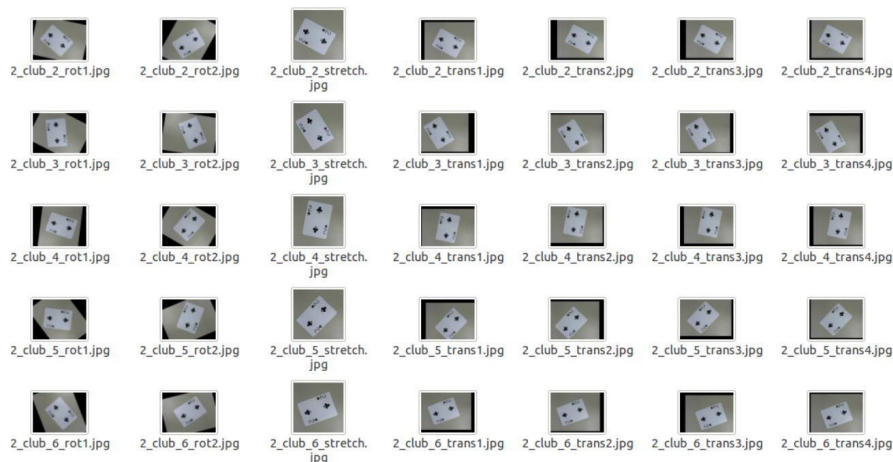 2_club_2_rot1.jpg 2_club_2_rot2.jpg 2_club_2_stretch. 2_club_2_trans1.jpg 2_club_2_trans2.jpg 2_club_2_trans3.jpg 2_club_2_trans4.jpg
jpg
2_club_3_rot1.jpg 2_club_3_rot2.jpg 2_club_3_stretch. 2_club_3_trans1.jpg 2_club_3_trans2.jpg 2_club_3_trans3.jpg 2_club_3_trans4.jpg
jpg
2_club_4_rot1.jpg 2_club_4_rot2.jpg 2_club_4_stretch. 2_club_4_trans1.jpg 2_club_4_trans2.jpg 2_club_4_trans3.jpg 2_club_4_trans4.jpg
jpg
2_club_5_rot1.jpg 2_club_5_rot2.jpg 2_club_5_stretch. 2_club_5_trans1.jpg 2_club_5_trans2.jpg 2_club_5_trans3.jpg 2_club_5_trans4.jpg
jpg
2_club_6_rot1.jpg 2_club_6_rot2.jpg 2_club_6_stretch. 2_club_6_trans1.jpg 2_club_6_trans2.jpg 2_club_6_trans3.jpg 2_club_6_trans4.jpg
jpg